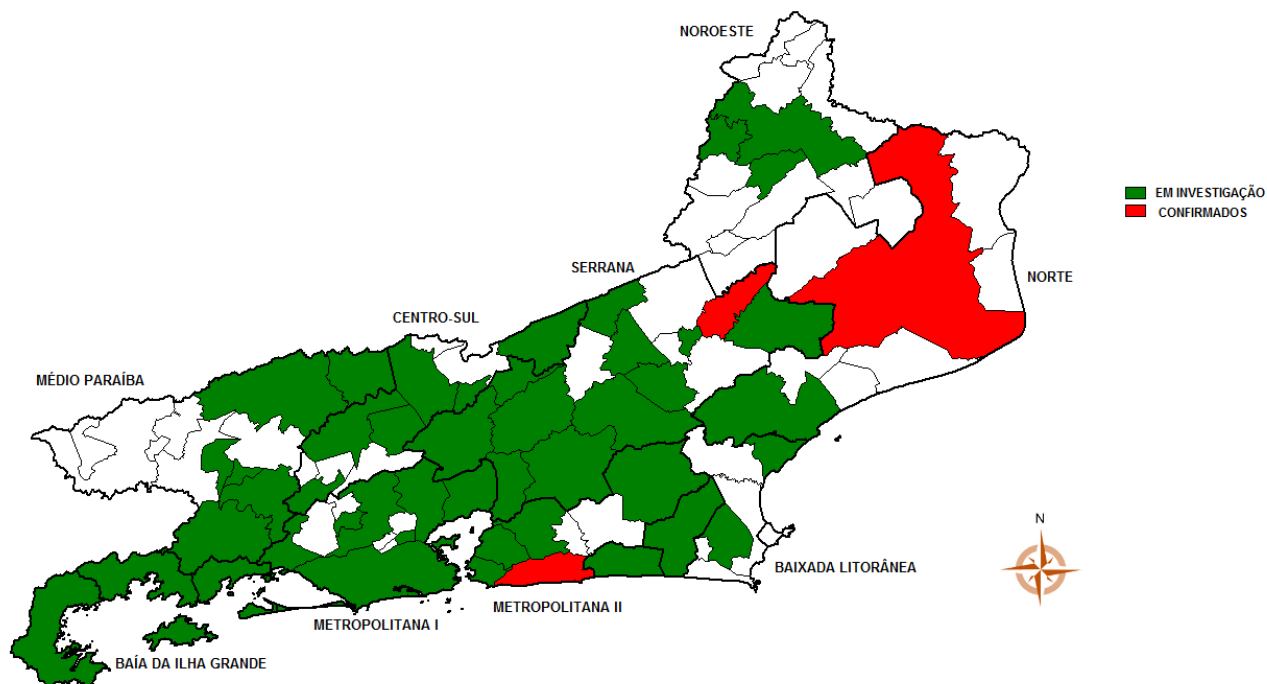 NOROESTE
EM INVESTIGAÇÃO
CONFIRMADOS
SERRANA
NORTE
CENTRO-SUL
MÉDIO PARAÍBA
N
BAIXADA LITORÂNEA
METROPOLITANA II
METROPOLITANA I
BAÍA DA ILHA GRANDE